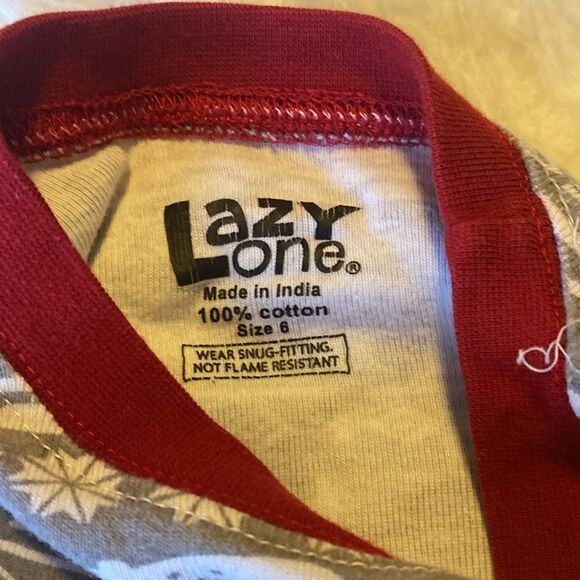 Lazy
one®
Made in India
100% cotton
Size 6
WEAR SNUG-FITTING.
NOT FLAME RESISTANT